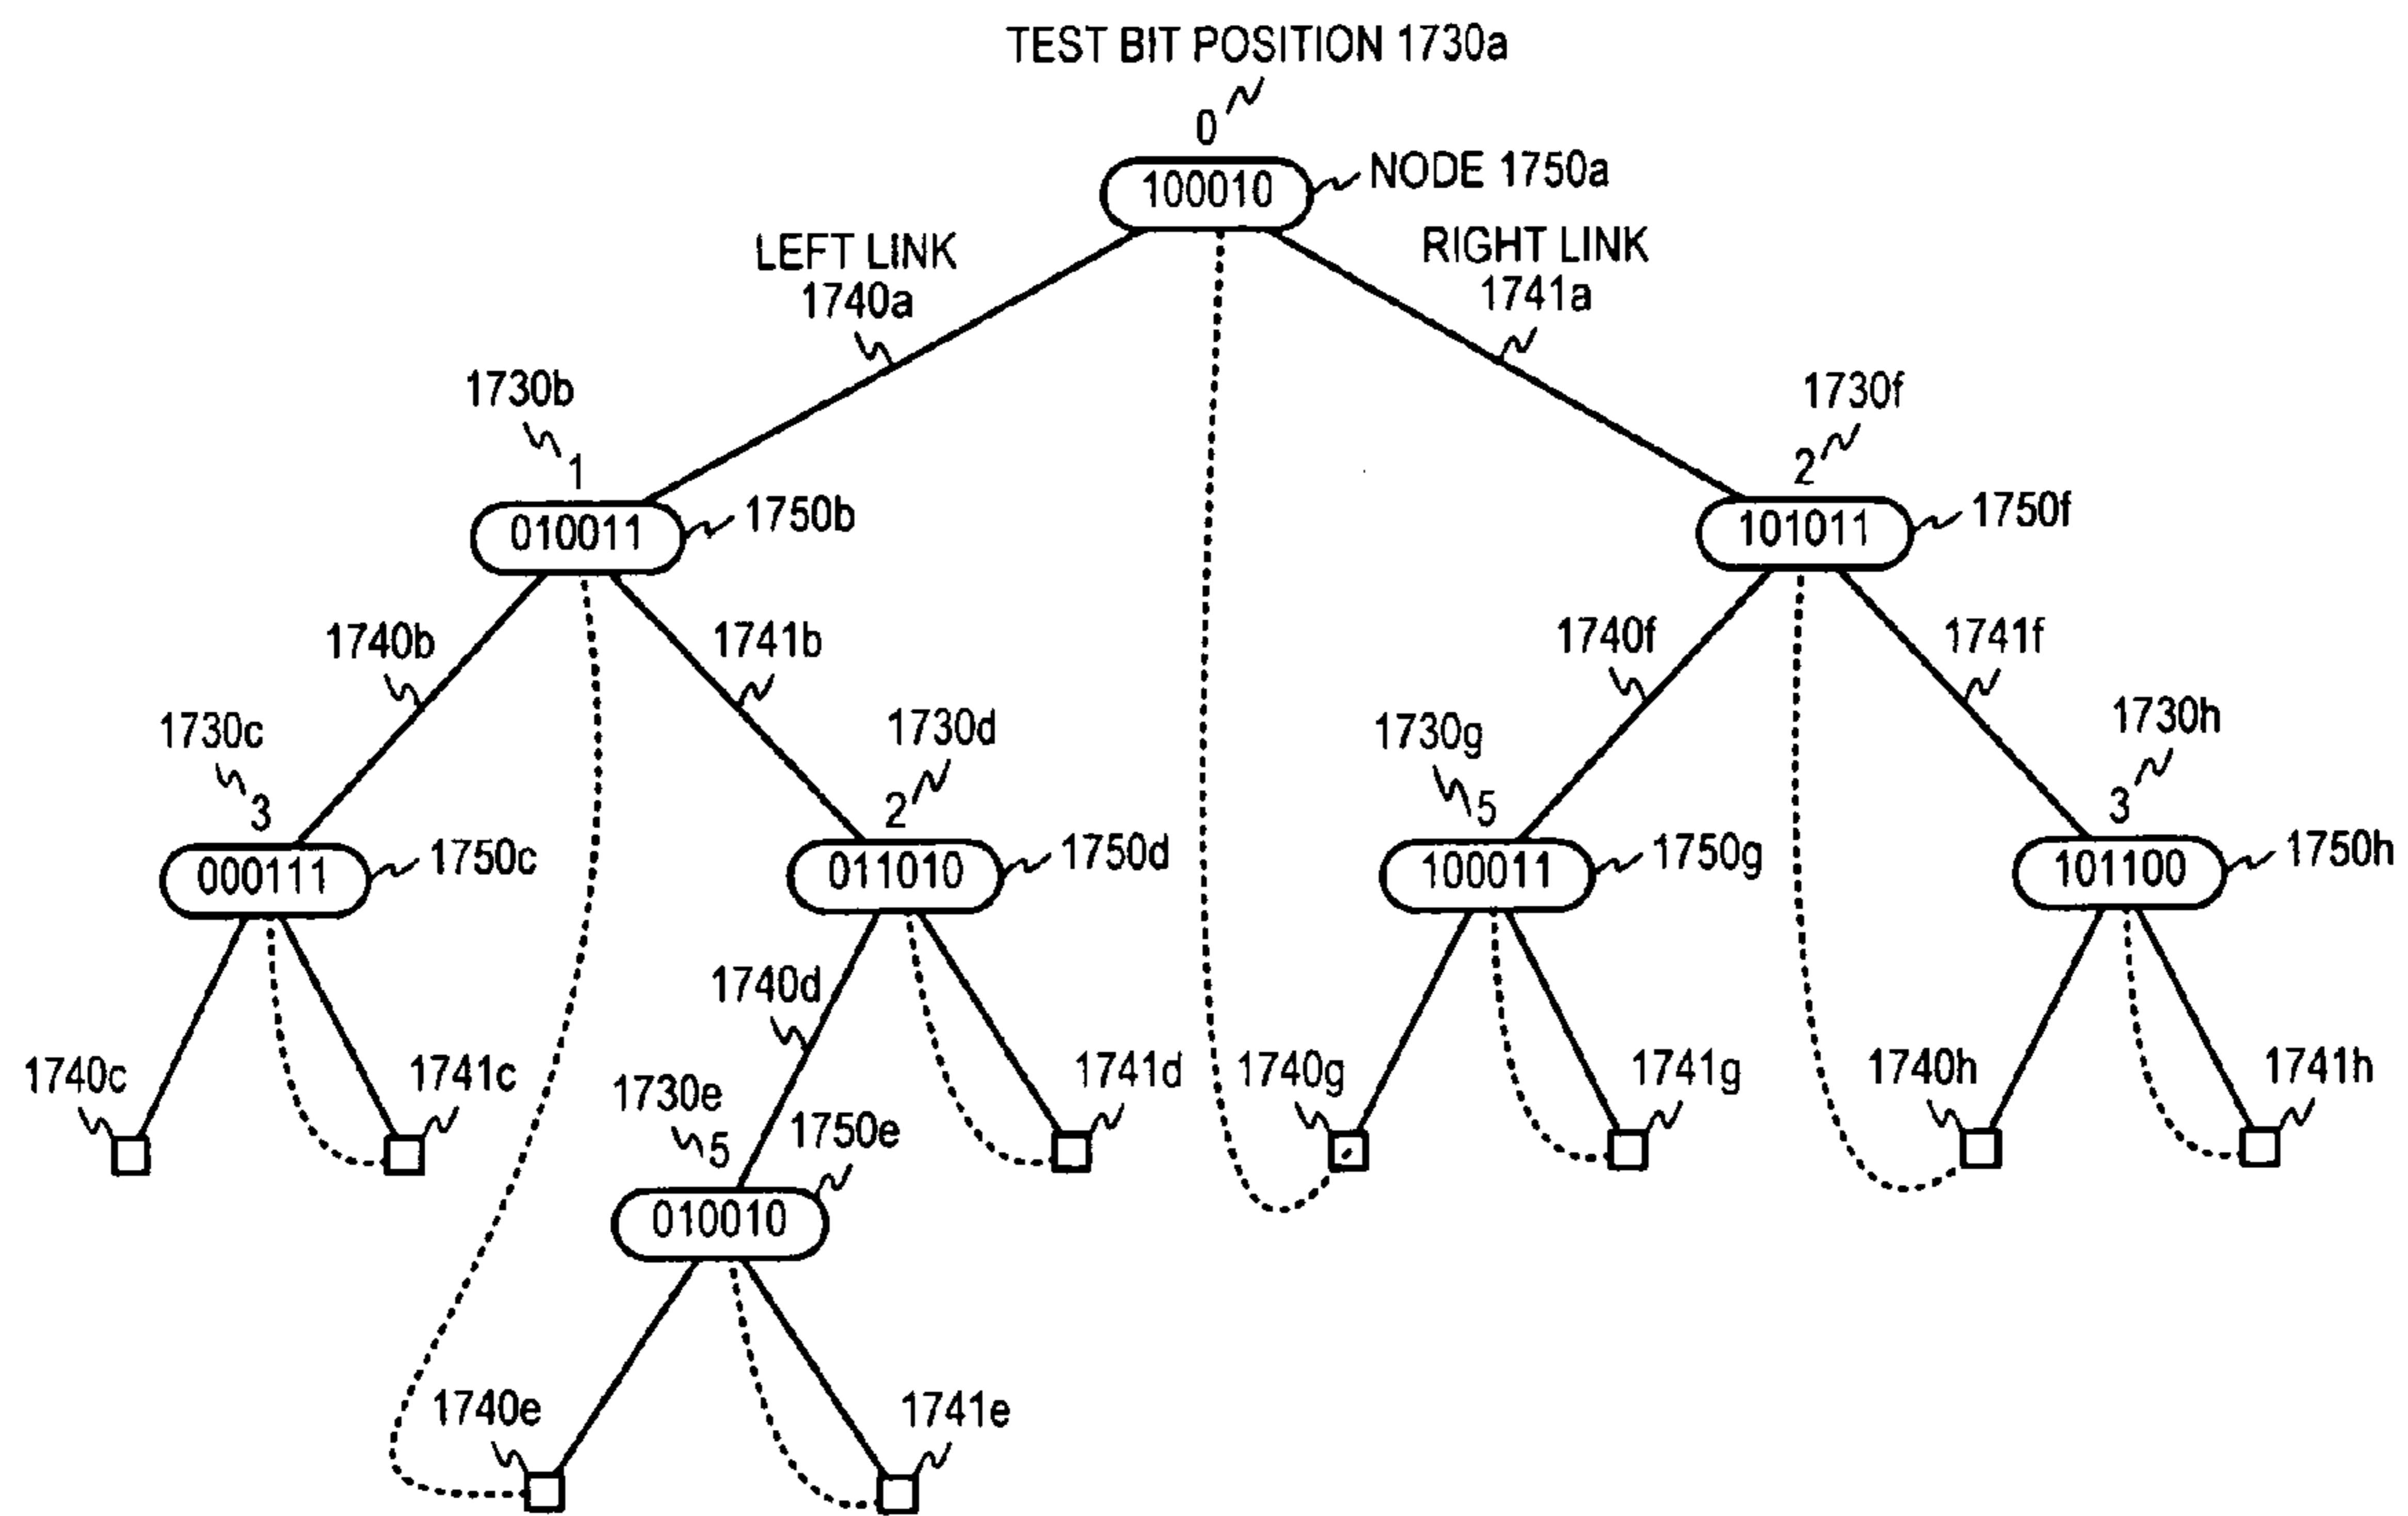 TEST BIT POSITION 1730a
0
100010
NODE 1750a
LEFT LINK
1740a
RIGHT LINK
1741a
1730b
1
010011
1750b
1730f
2
101011
1750f
1740b
1741b
1740f
1741f
1730c
3
000111
1750c
1730d
2
011010
1750d
1730g
5
100011
1750g
1730h
3
101100
1750h
1740c
1741c
1740d
1741d
1740g
1741g
1740h
1741h
1730e
5
1750e
010010
1740e
1741e